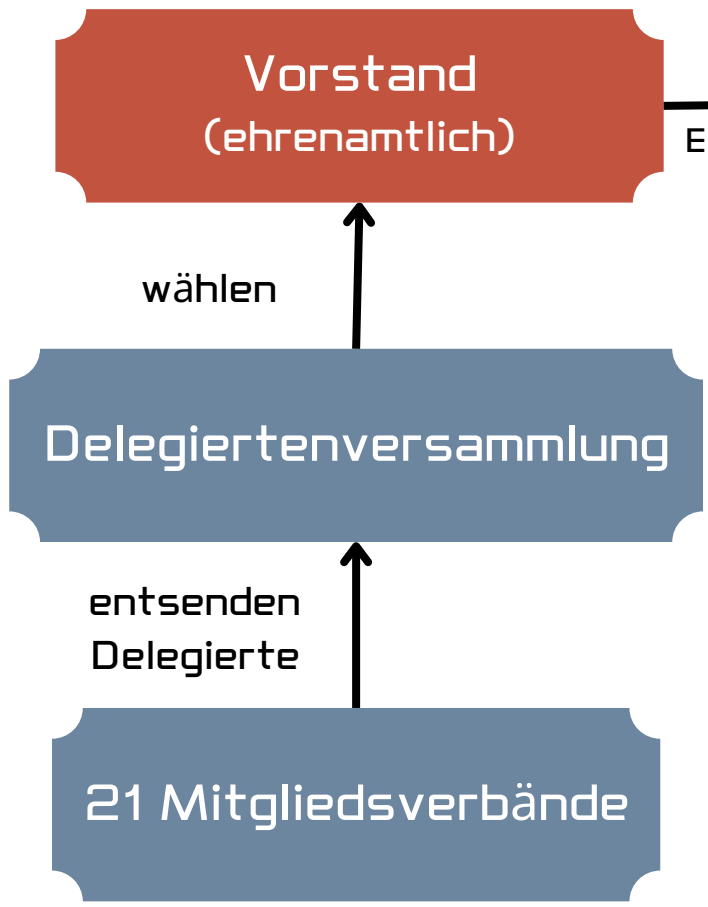 Vorstand
(ehrenamtlich)
E
wählen
Delegiertenversammlung
entsenden
Delegierte
21 Mitgliedsverbände